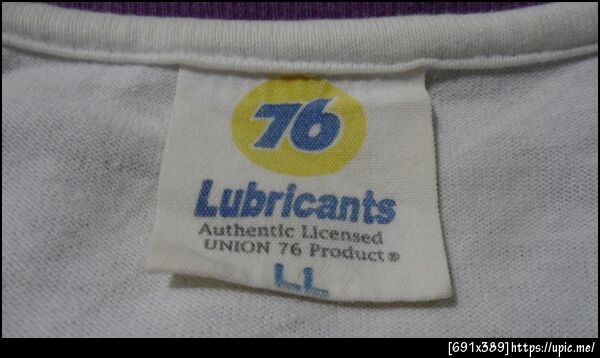 76
Lubricants
Authentic Licensed
UNION 76 Product®
LL
[691x389]https://upic.me/